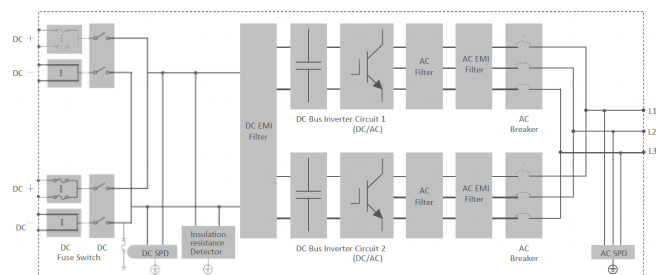 DC +
DC −
DC EMI
Filter
DC Bus Inverter Circuit 1
(DC/AC)
AC
Filter
AC EMI
Filter
AC
Breaker
L1
L2
L3
DC +
DC −
DC
Fuse Switch
DC
DC SPD
Insulation
resistance
Detector
DC Bus Inverter Circuit 2
(DC/AC)
AC
Filter
AC EMI
Filter
AC
Breaker
AC SPD